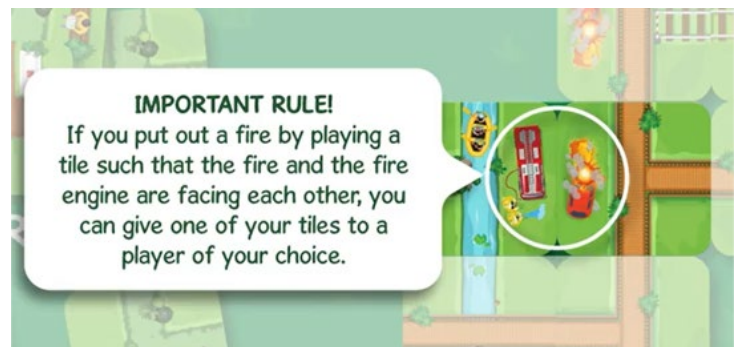 IMPORTANT RULE!
If you put out a fire by playing a
tile such that the fire and the fire
engine are facing each other, you
can give one of your tiles to a
player of your choice.